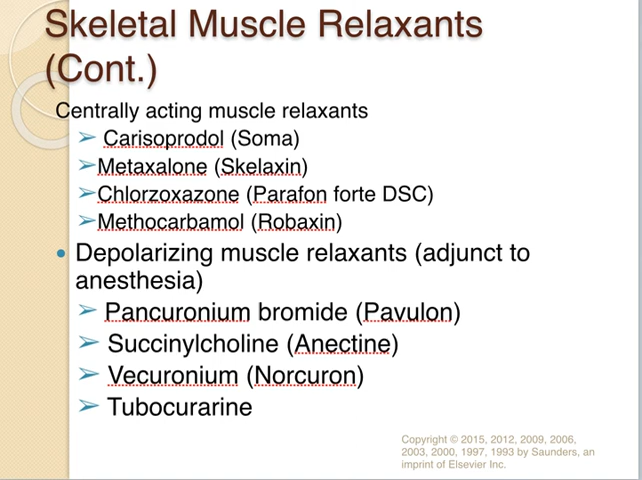 Skeletal Muscle Relaxants
(Cont.)
Centrally acting muscle relaxants
➢ Carisoprodol (Soma)
➢Metaxalone (Skelaxin)
➢Chlorzoxazone (Parafon forte DSC)
➢Methocarbamol (Robaxin)
• Depolarizing muscle relaxants (adjunct to
anesthesia)
➢ Pancuronium bromide (Pavulon)
➢ Succinylcholine (Anectine)
➢ Vecuronium (Norcuron)
➢ Tubocurarine
Copyright © 2015, 2012, 2009, 2006,
2003, 2000, 1997, 1993 by Saunders, an
imprint of Elsevier Inc.